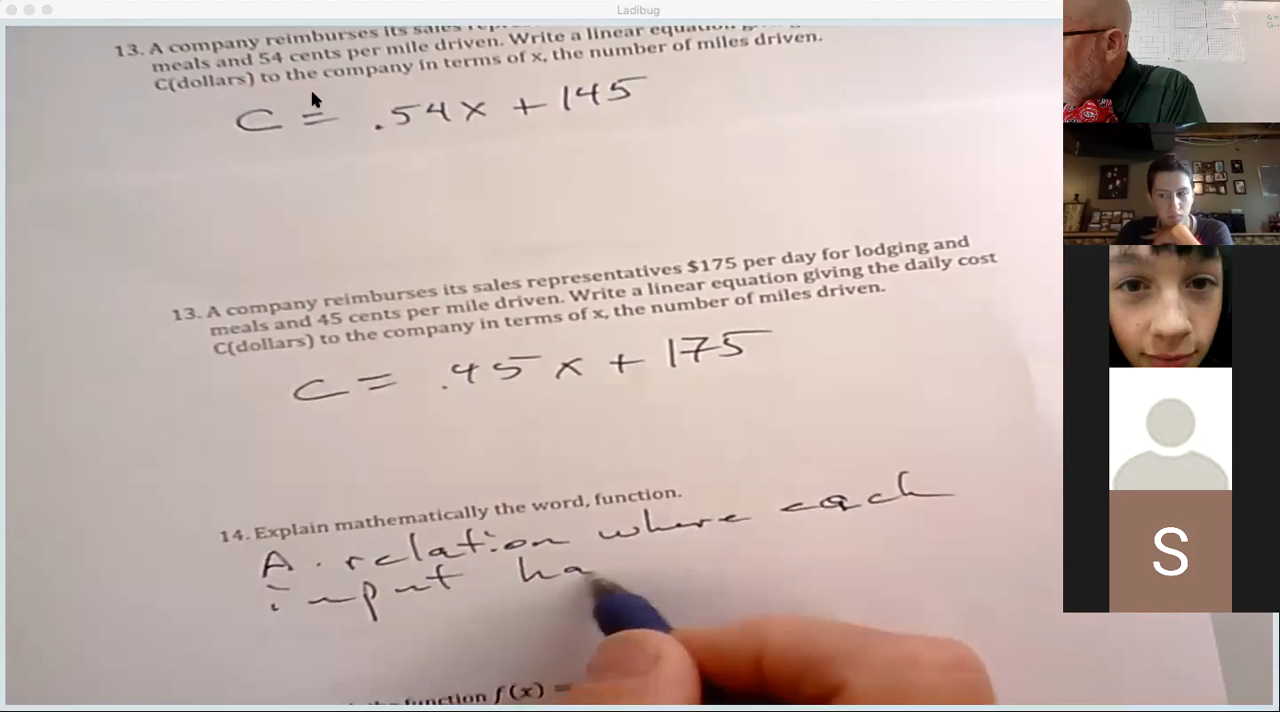 Ladibug
13. A company reimburses its sales
meals and 54 cents per mile driven. Write a linear
C(dollars) to the company in terms of x, the number of miles driven.
C = .54x + 145
13. A company reimburses its sales representatives $175 per day for lodging and
meals and 45 cents per mile driven. Write a linear equation giving the daily cost
C(dollars) to the company in terms of x, the number of miles driven.
C = .45x + 175
14. Explain mathematically the word, function.
A relation where each
input ha
function f(x) =
S